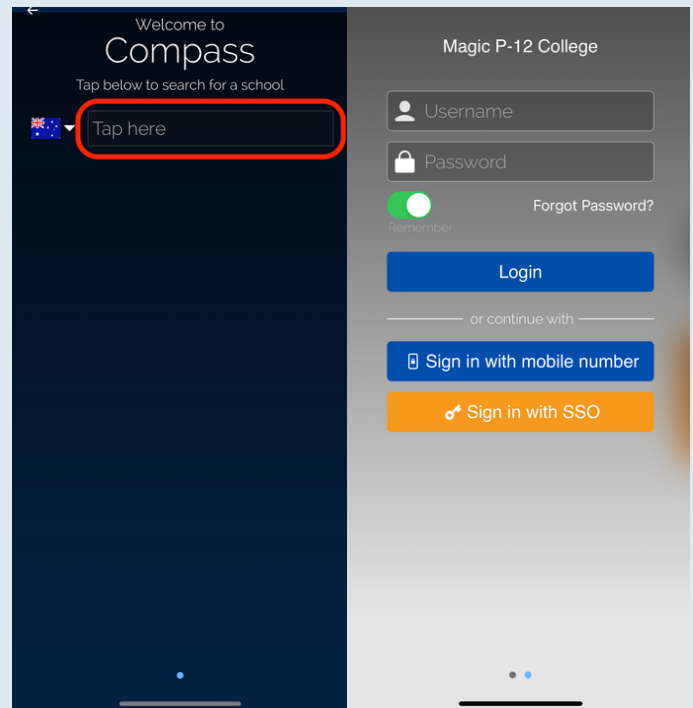 Welcome to
Compass
Tap below to search for a school
Tap here
Magic P-12 College
Username
Password
Remember
Forgot Password?
Login
or continue with
Sign in with mobile number
Sign in with SSO